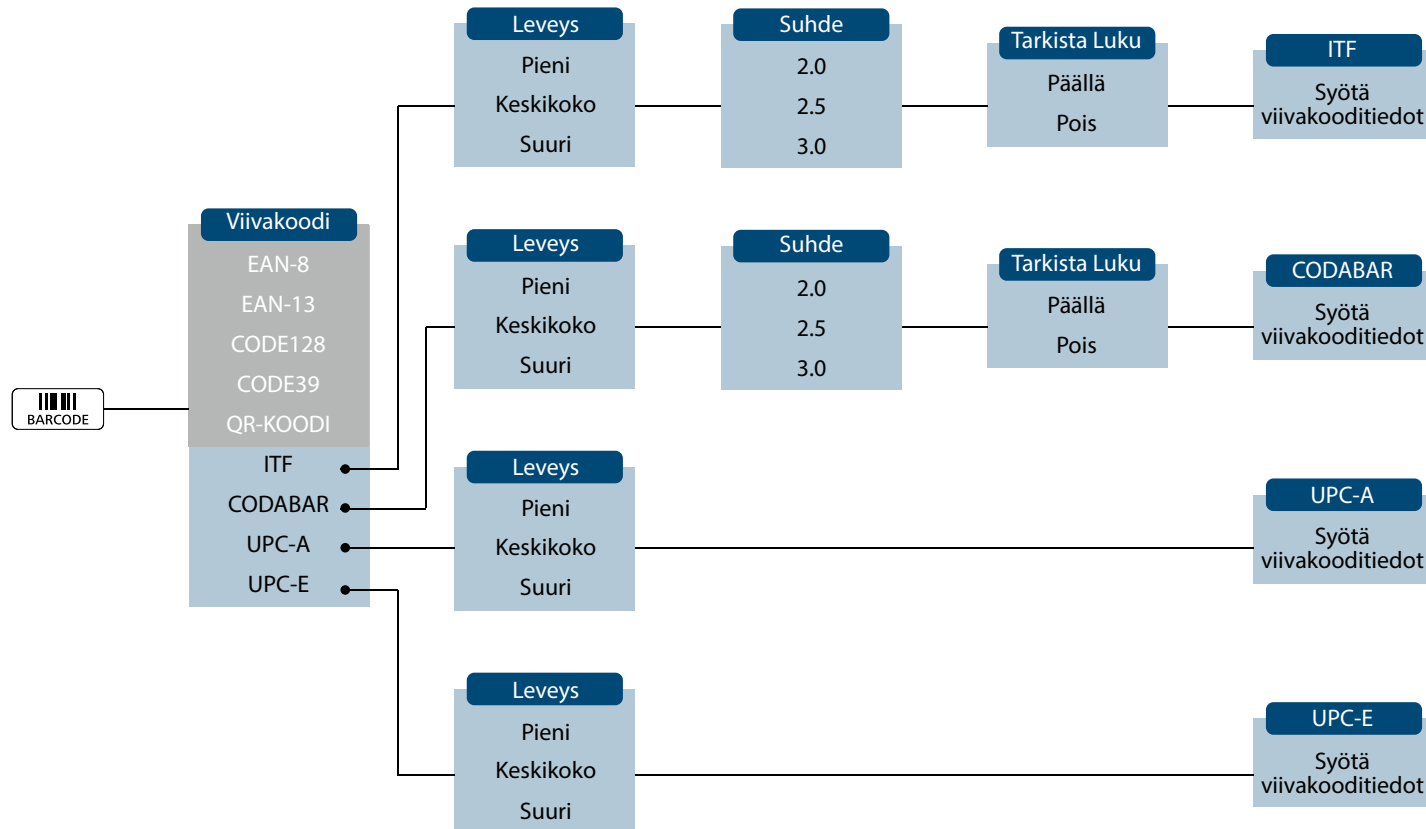 BARCODE
Viivakoodi
EAN-8
EAN-13
CODE128
CODE39
QR-KOODI
ITF
CODABAR
UPC-A
UPC-E
Leveys
Pieni
Keskikoko
Suuri
Suhde
2.0
2.5
3.0
Tarkista Luku
Päällä
Pois
ITF
Syötä
viivakooditiedot
Leveys
Pieni
Keskikoko
Suuri
Suhde
2.0
2.5
3.0
Tarkista Luku
Päällä
Pois
CODABAR
Syötä
viivakooditiedot
Leveys
Pieni
Keskikoko
Suuri
UPC-A
Syötä
viivakooditiedot
Leveys
Pieni
Keskikoko
Suuri
UPC-E
Syötä
viivakooditiedot